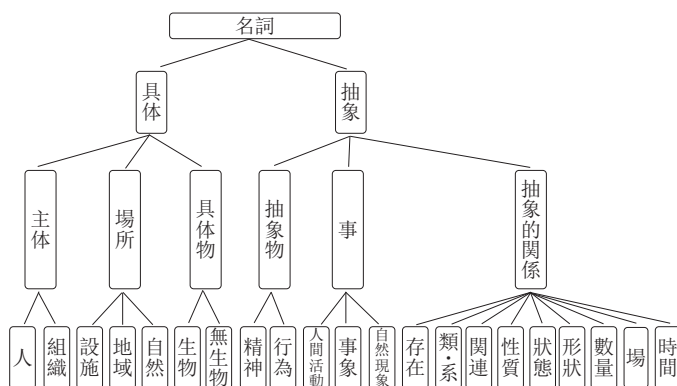 名詞
具体
抽象
主体
場所
具体物
抽象物
事
抽象的関係
人
組織
設施
地域
自然
生物
無生物
精神
行為
人間活動
事象
自然現象
存在
類・系
関連
性質
狀態
形狀
數量
場
時間